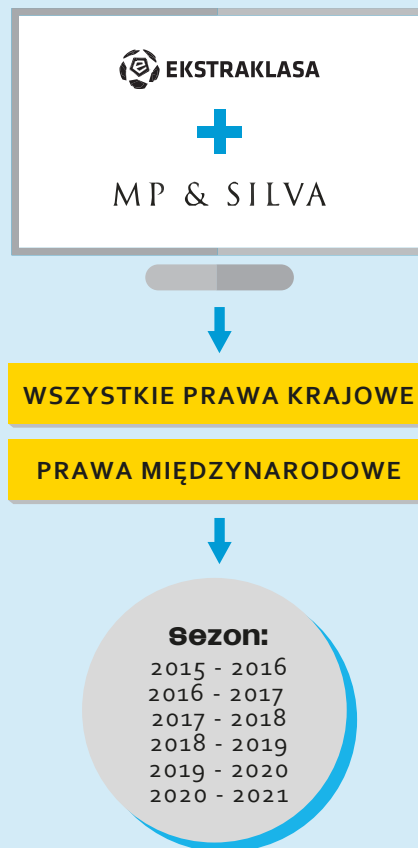 EKSTRAKLASA
MP & SILVA
WSZYSTKIE PRAWA KRAJOWE
PRAWA MIĘDZYNARODOWE
Sezon:
2015 - 2016
2016 - 2017
2017 - 2018
2018 - 2019
2019 - 2020
2020 - 2021